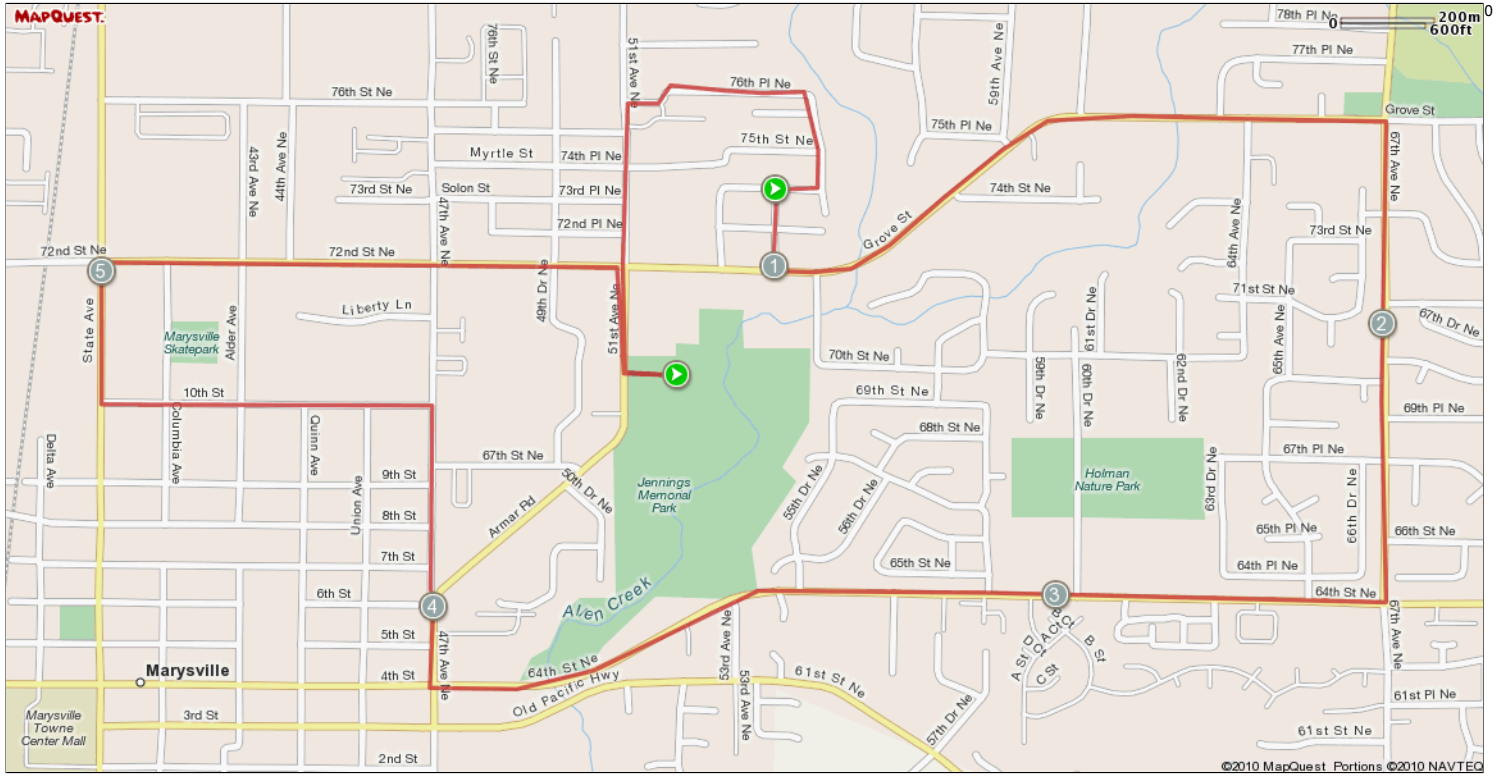 MAPQUEST.
0
200m
600ft
0
78th Pl Ne
77th Pl Ne
76th St Ne
51st Ave Ne
59th Ave Ne
76th Pl Ne
76th St Ne
Grove St
75th Pl Ne
75th St Ne
Myrtle St
74th Pl Ne
43rd Ave Ne
44th Ave Ne
67th Ave Ne
73rd St Ne
Solon St
73rd Pl Ne
74th St Ne
72nd Pl Ne
47th Ave Ne
Grove St
64th Ave Ne
73rd St Ne
72nd St Ne
72nd St Ne
5
1
49th Dr Ne
71st St Ne
State Ave
Liberty Ln
51st Ave Ne
61st Dr Ne
65th Ave Ne
2
67th Dr Ne
Marysville
Skatepark
Alder Ave
70th St Ne
59th Dr Ne
60th Dr Ne
62nd Dr Ne
10th St
69th St Ne
69th Pl Ne
Columbia Ave
Quinn Ave
68th St Ne
Delta Ave
67th St Ne
67th Pl Ne
9th St
50th Dr Ne
Jennings
Memorial
Park
55th Dr Ne
56th Dr Ne
Holman
Nature Park
63rd Dr Ne
66th Dr Ne
Union Ave
8th St
Armar Rd
65th Pl Ne
66th St Ne
7th St
65th St Ne
64th Pl Ne
6th St
Allen Creek
3
64th St Ne
4
5th St
47th Ave Ne
53rd Ave Ne
B Ct
A Ct
D Ct
B St
A St
C St
67th Ave Ne
Marysville
4th St
64th St Ne
Old Pacific Hwy
53rd Ave Ne
61st St Ne
61st Pl Ne
Marysville
Towne
Center Mall
3rd St
57th Dr Ne
61st St Ne
2nd St
©2010 MapQuest Portions ©2010 NAVTEQ